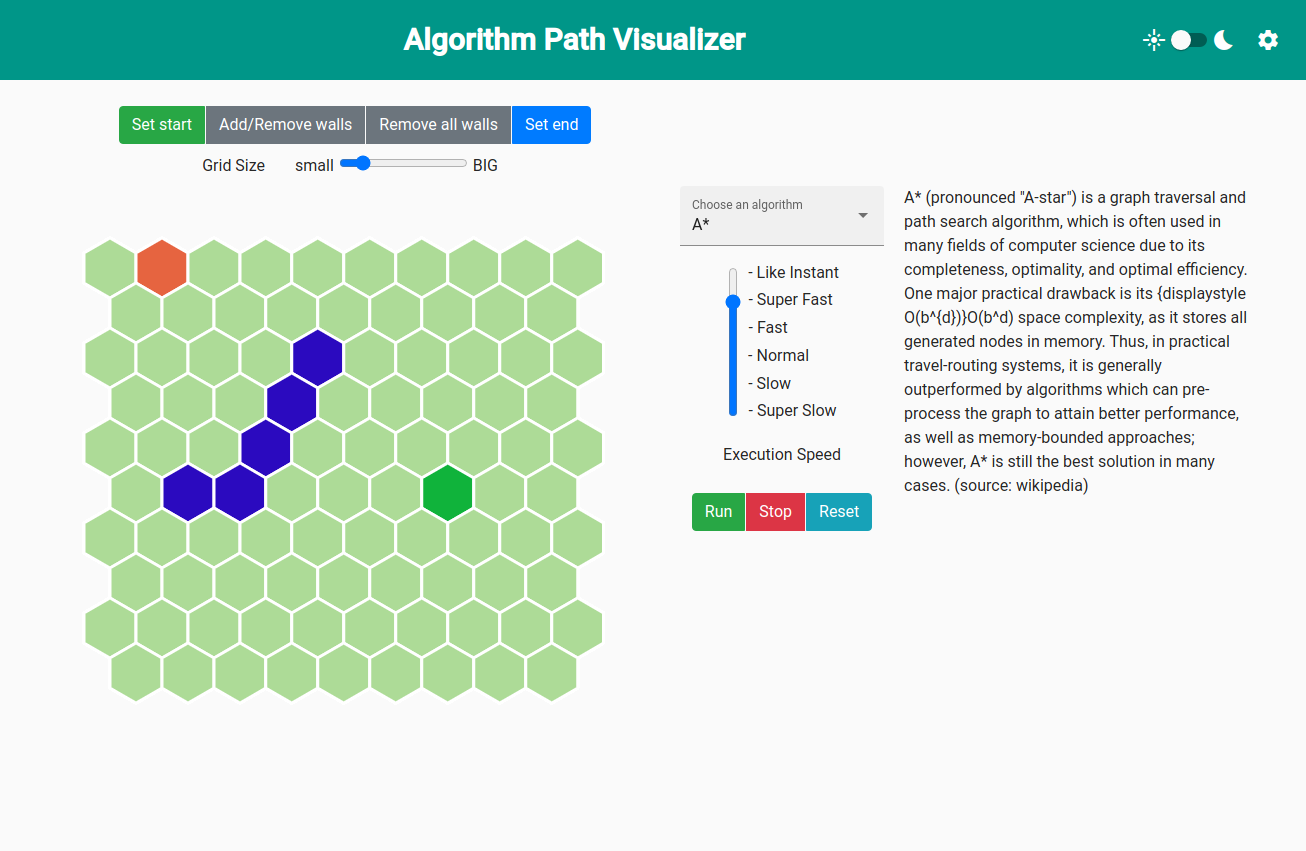 Algorithm Path Visualizer
Set start
Add/Remove walls
Remove all walls
Set end
Grid Size
small
BIG
Choose an algorithm
A*
- Like Instant
- Super Fast
- Fast
- Normal
- Slow
- Super Slow
Execution Speed
Run
Stop
Reset
A* (pronounced "A-star") is a graph traversal and
path search algorithm, which is often used in
many fields of computer science due to its
completeness, optimality, and optimal efficiency.
One major practical drawback is its {displaystyle
O(b^{d})}O(b^d) space complexity, as it stores all
generated nodes in memory. Thus, in practical
travel-routing systems, it is generally
outperformed by algorithms which can pre-
process the graph to attain better performance,
as well as memory-bounded approaches;
however, A* is still the best solution in many
cases. (source: wikipedia)